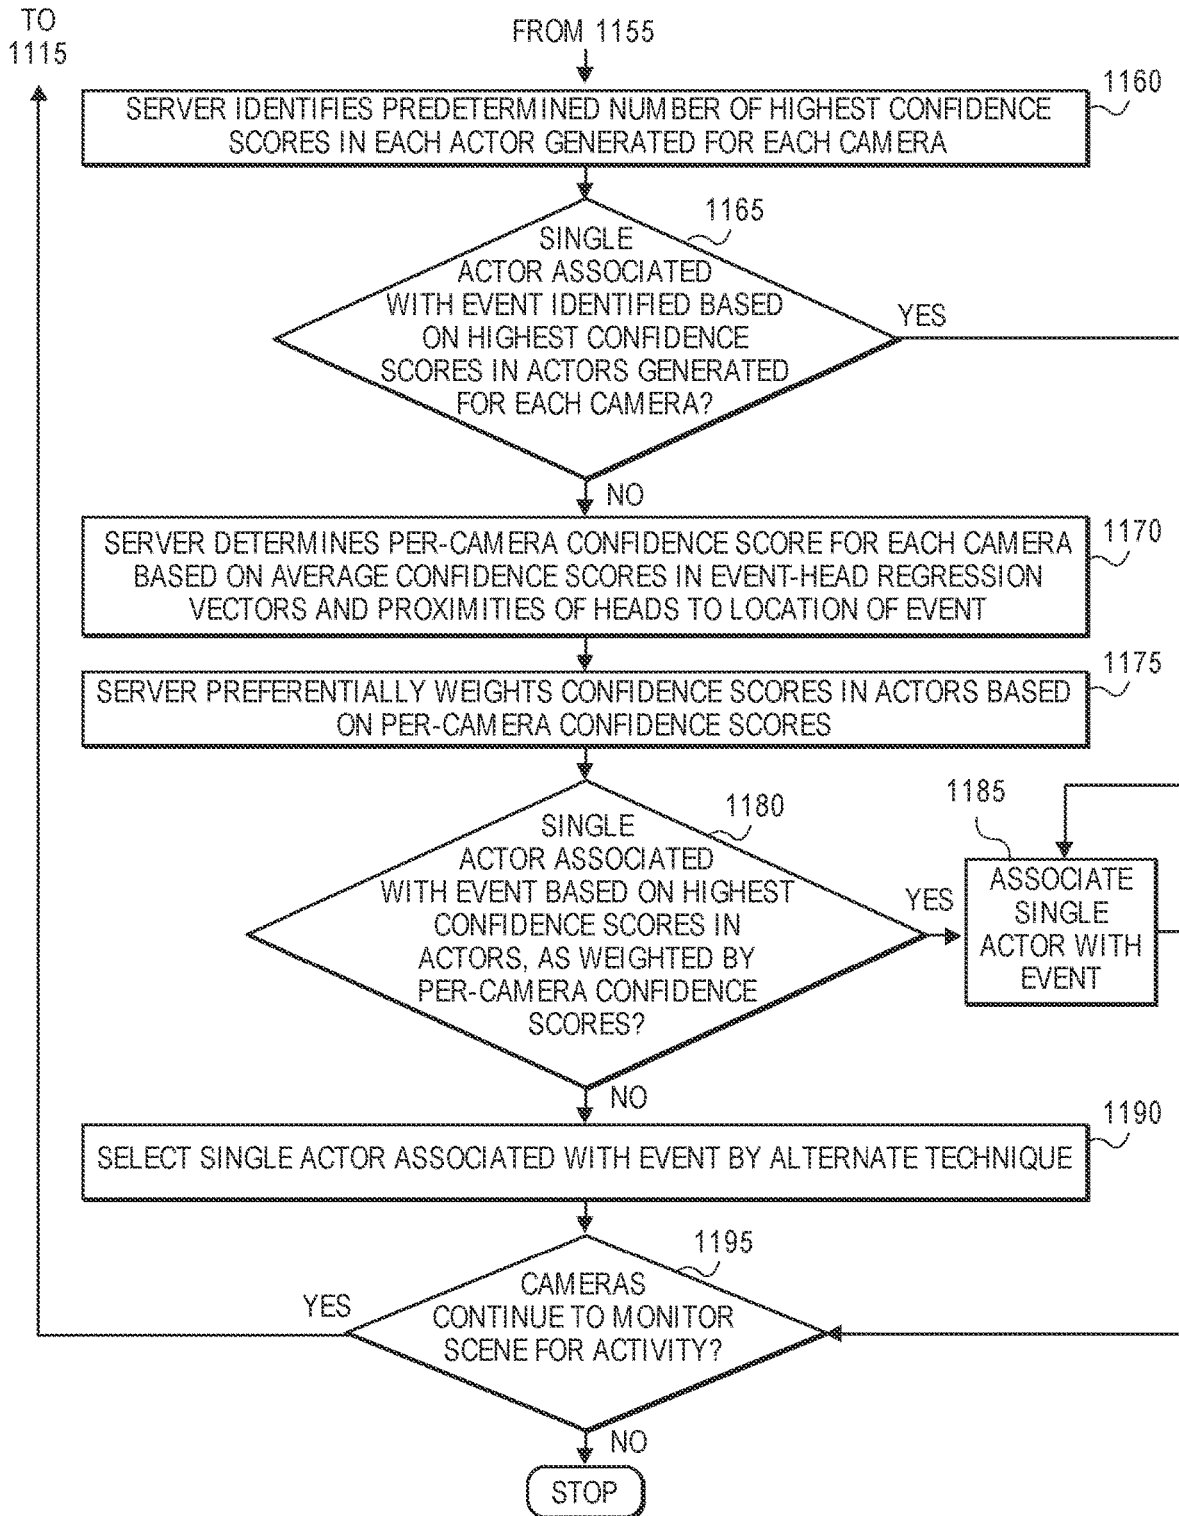 TO
1115
FROM 1155
1160
SERVER IDENTIFIES PREDETERMINED NUMBER OF HIGHEST CONFIDENCE
SCORES IN EACH ACTOR GENERATED FOR EACH CAMERA
1165
SINGLE
ACTOR ASSOCIATED
WITH EVENT IDENTIFIED BASED
ON HIGHEST CONFIDENCE
SCORES IN ACTORS GENERATED
FOR EACH CAMERA?
YES
NO
1170
SERVER DETERMINES PER-CAMERA CONFIDENCE SCORE FOR EACH CAMERA
BASED ON AVERAGE CONFIDENCE SCORES IN EVENT-HEAD REGRESSION
VECTORS AND PROXIMITIES OF HEADS TO LOCATION OF EVENT
1175
SERVER PREFERENTIALLY WEIGHTS CONFIDENCE SCORES IN ACTORS BASED
ON PER-CAMERA CONFIDENCE SCORES
1180
SINGLE
ACTOR ASSOCIATED
WITH EVENT BASED ON HIGHEST
CONFIDENCE SCORES IN
ACTORS, AS WEIGHTED BY
PER-CAMERA CONFIDENCE
SCORES?
YES
1185
ASSOCIATE
SINGLE
ACTOR WITH
EVENT
NO
1190
SELECT SINGLE ACTOR ASSOCIATED WITH EVENT BY ALTERNATE TECHNIQUE
1195
CAMERAS
CONTINUE TO MONITOR
SCENE FOR ACTIVITY?
YES
NO
STOP